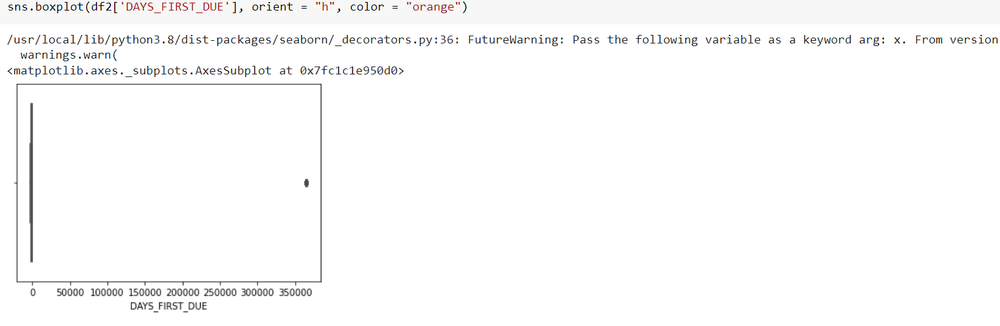 sns.boxplot(df2['DAYS_FIRST_DUE'], orient = "h", color = "orange")
/usr/local/lib/python3.8/dist-packages/seaborn/_decorators.py:36: FutureWarning: Pass the following variable as a keyword arg: x. From version
warnings.warn(
<matplotlib.axes._subplots.AxesSubplot at 0x7fc1c1e950d0>
0 50000 100000 150000 200000 250000 300000 350000
DAYS_FIRST_DUE